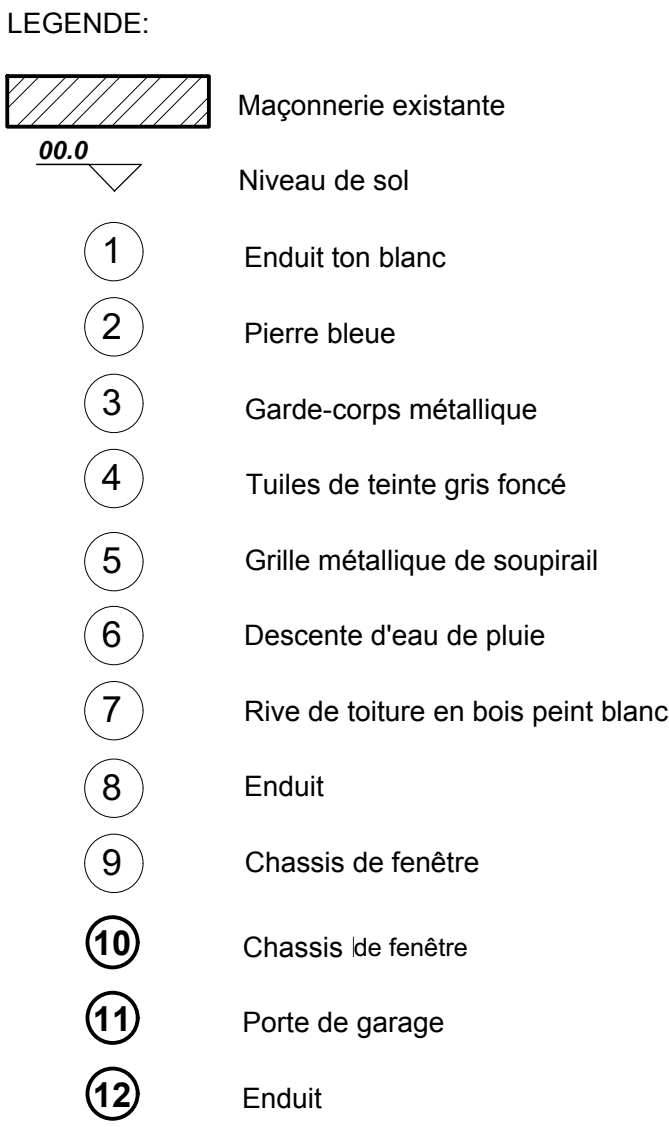 LEGENDE:
Maçonnerie existante
00.0
Niveau de sol
1 Enduit ton blanc
2 Pierre bleue
3 Garde-corps métallique
4 Tuiles de teinte gris foncé
5 Grille métallique de soupirail
6 Descente d'eau de pluie
7 Rive de toiture en bois peint blanc
8 Enduit
9 Chassis de fenêtre
10 Chassis de fenêtre
11 Porte de garage
12 Enduit